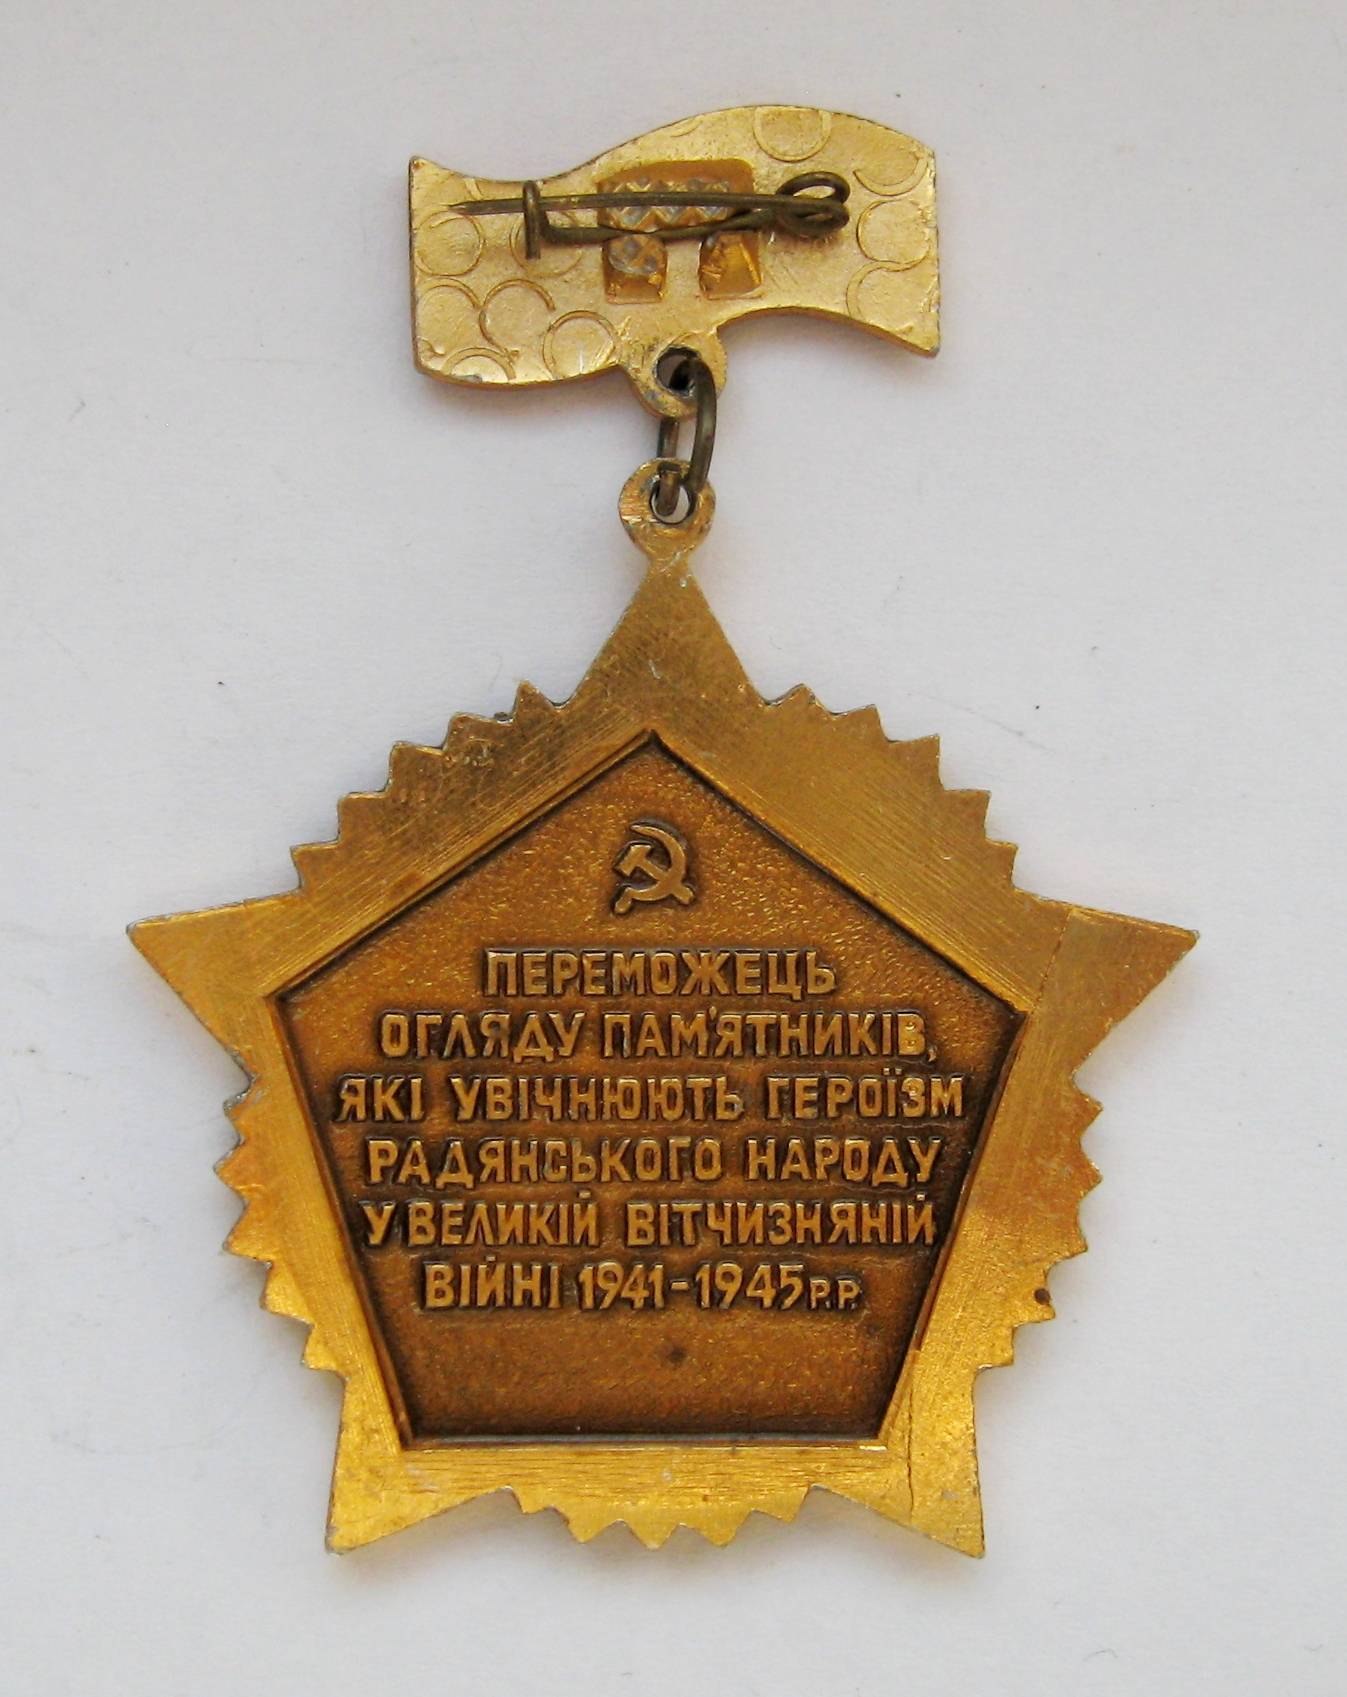 ПЕРЕМОЖЕЦЬ
ОГЛЯДУ ПАМ'ЯТНИКІВ,
ЯКІ УВІЧНЮЮТЬ ГЕРОЇЗМ
РАДЯНСЬКОГО НАРОДУ
У ВЕЛИКІЙ ВІТЧИЗНЯНІЙ
ВІЙНІ 1941-1945 Р.Р.